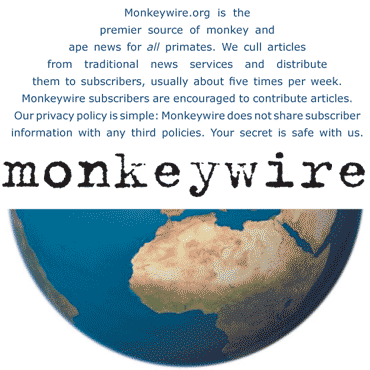 Monkeywire.org is the
premier source of monkey and
ape news for all primates. We cull articles
from traditional news services and distribute
them to subscribers, usually about five times per week.
Monkeywire subscribers are encouraged to contribute articles.
Our privacy policy is simple: Monkeywire does not share subscriber
information with any third policies. Your secret is safe with us.
monkeywire